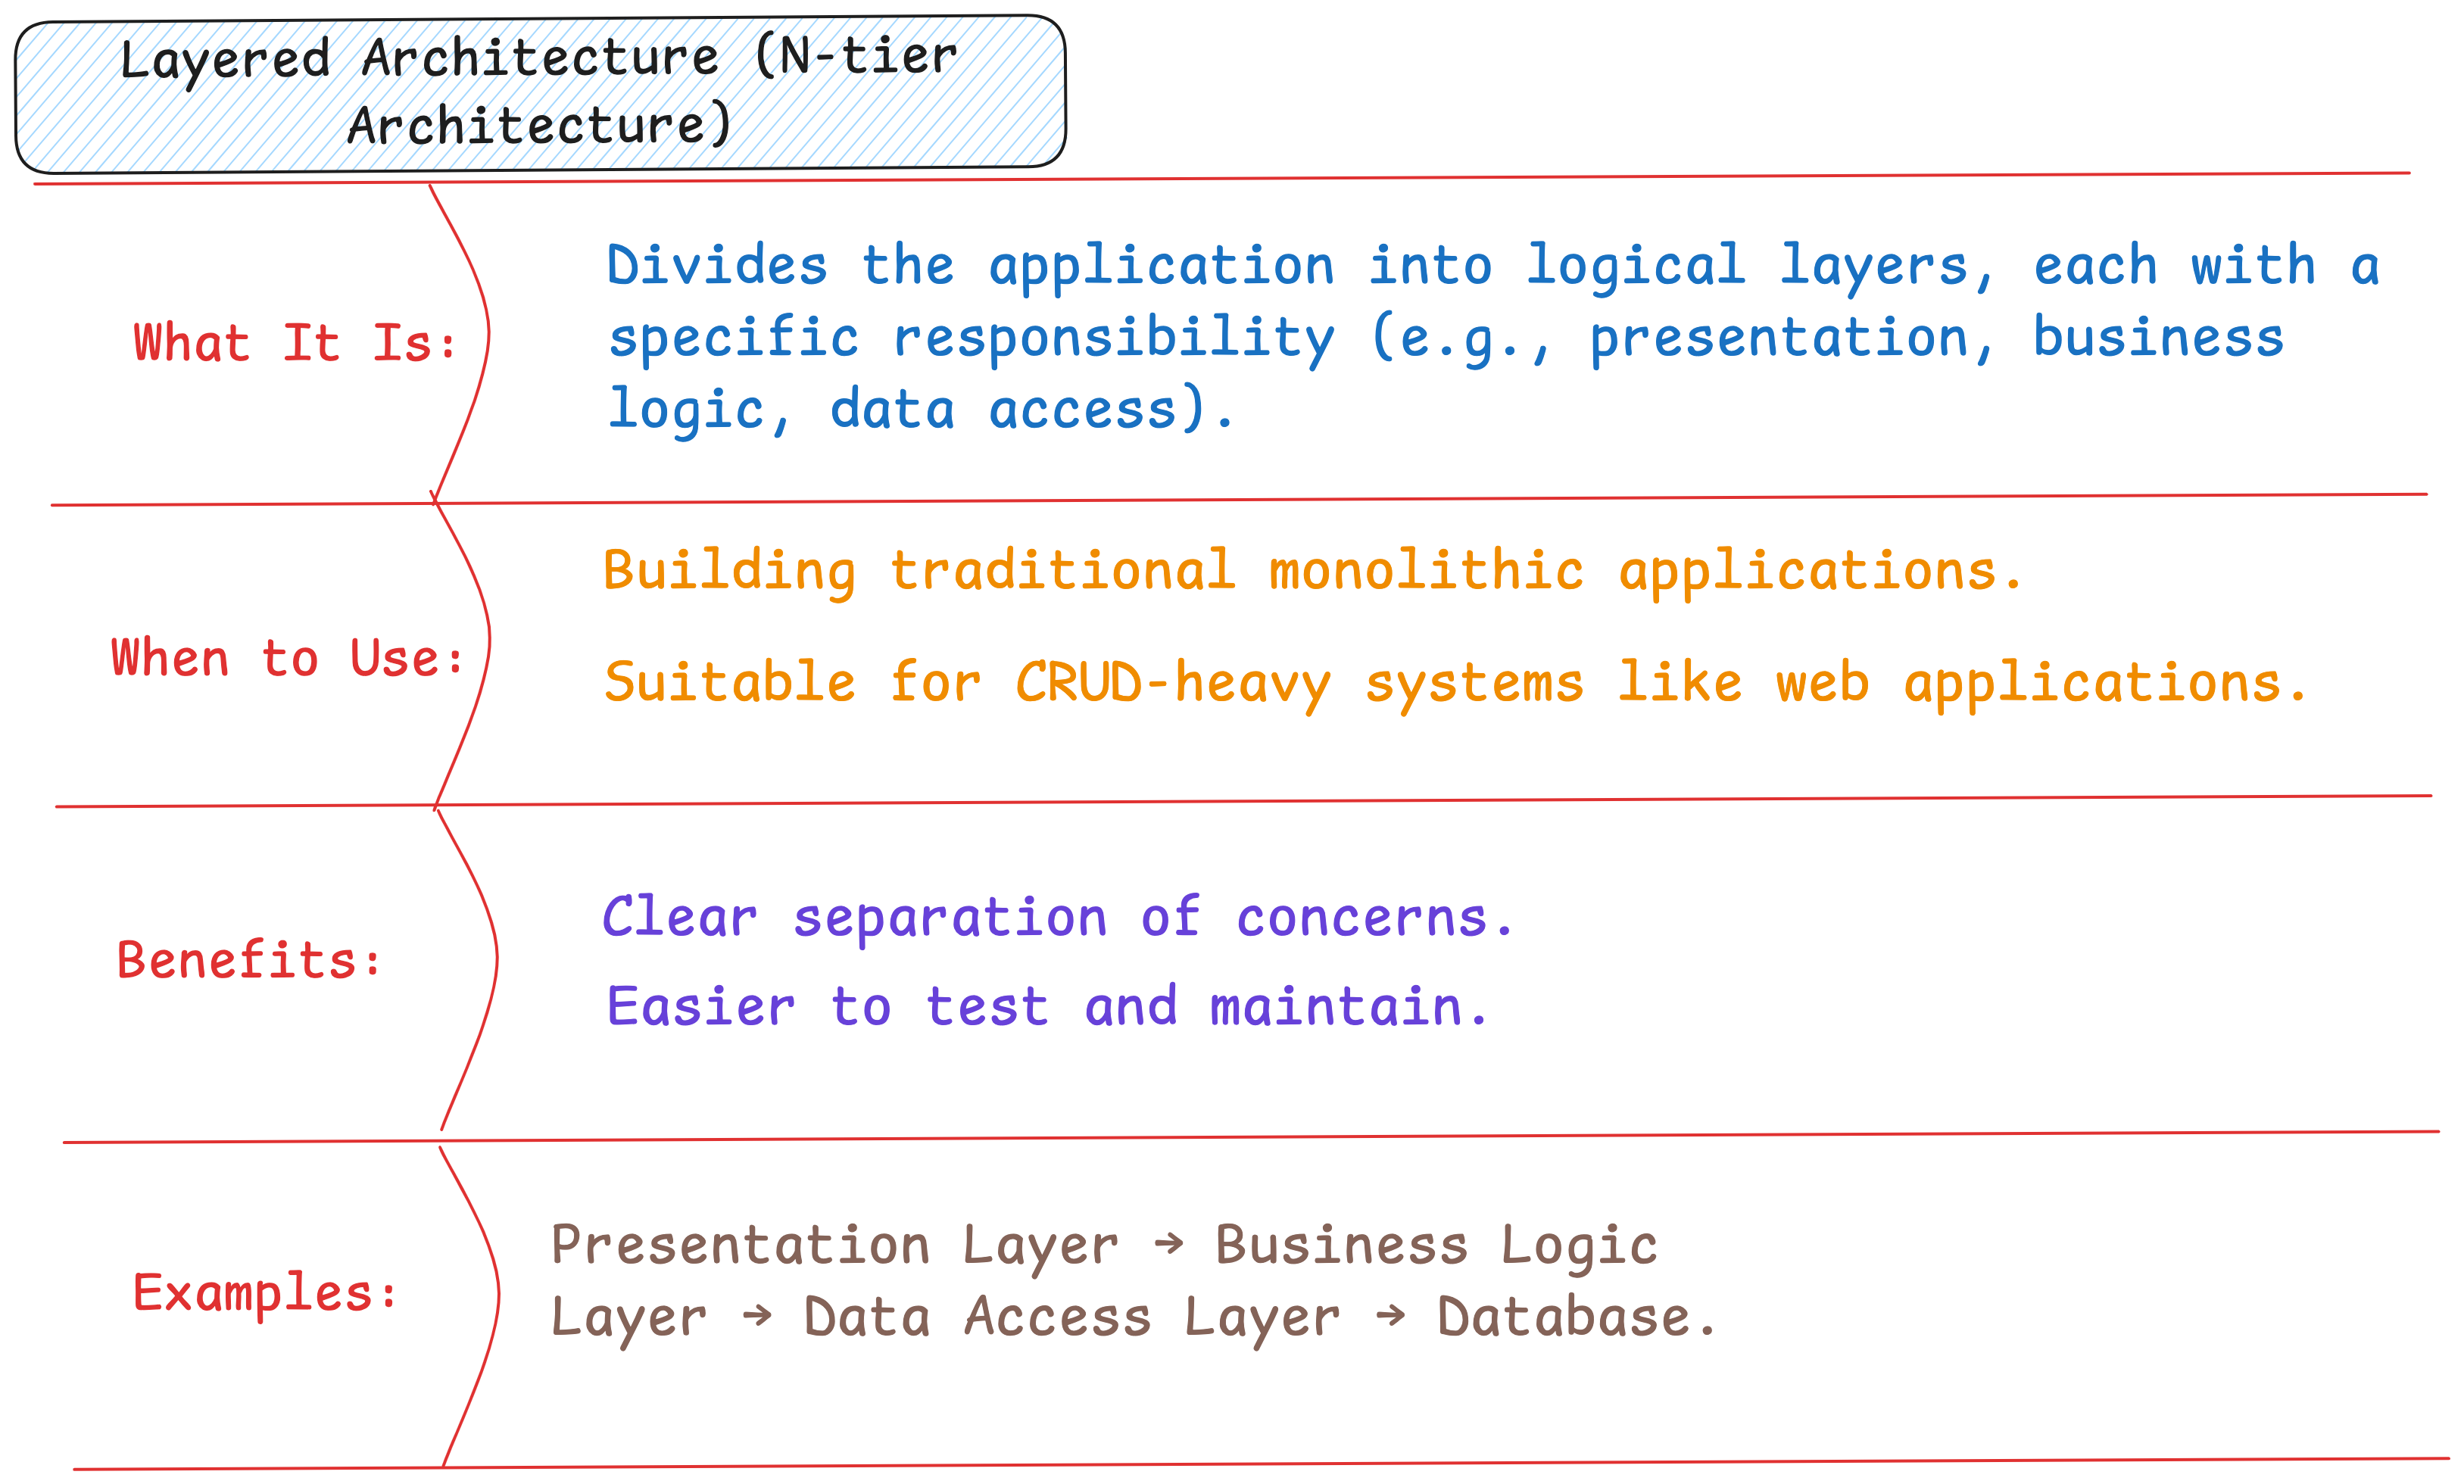 Layered Architecture (N-tier
Architecture)
What It Is:
Divides the application into logical layers, each with a
specific responsibility (e.g., presentation, business
logic, data access).
When to Use:
Building traditional monolithic applications.
Suitable for CRUD-heavy systems like web applications.
Benefits:
Clear separation of concerns.
Easier to test and maintain.
Examples:
Presentation Layer → Business Logic
Layer → Data Access Layer → Database.